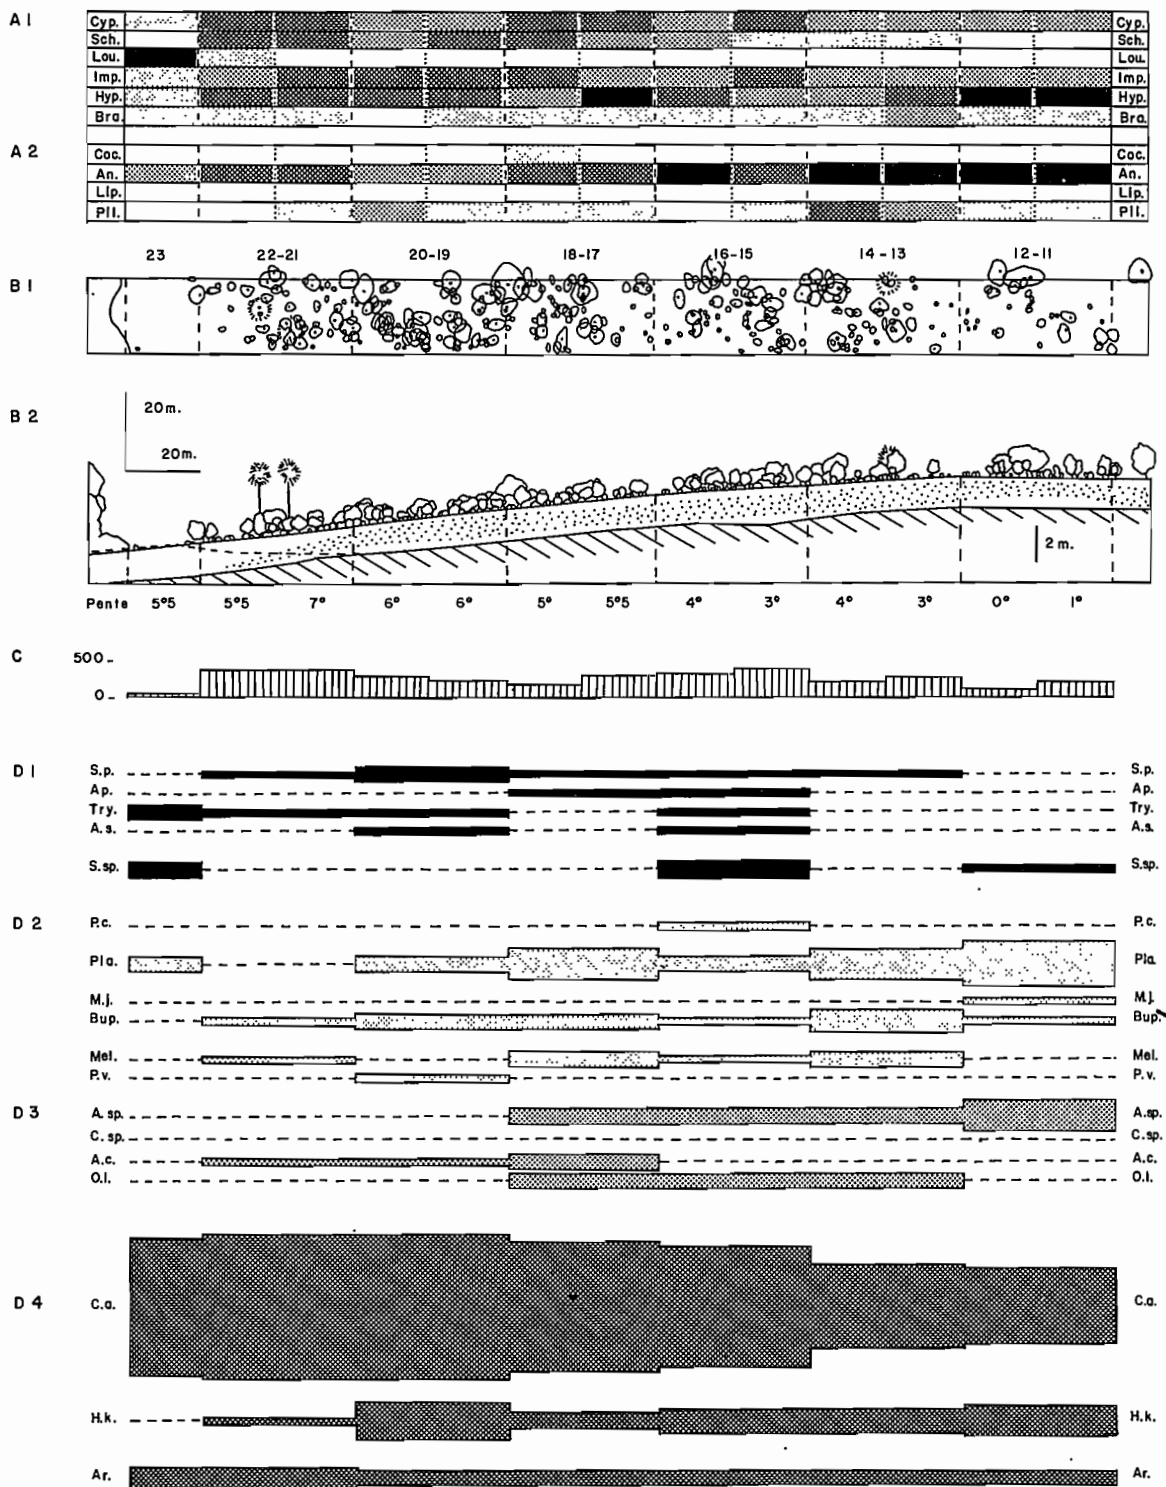 A 1
Cyp. Cyp.
Sch. Sch.
Lou. Lou.
Imp. Imp.
Hyp. Hyp.
Bra. Bra.
A 2
Coc. Coc.
An. An.
Lip. Lip.
Pil. Pil.
23 22-21 20-19 18-17 16-15 14-13 12-11
B 1
B 2
20m.
20m.
2 m.
Pente 5°5 5°5 7° 6° 6° 5° 5°5 4° 3° 4° 3° 0° 1°
C
500
0
D 1
S.p. S.p.
Ap. Ap.
Try. Try.
A.s. A.s.
S.sp. S.sp.
D 2
P.c. P.c.
Pla. Pla.
M.j. M.j.
Bup. Bup.
Mel. Mel.
P.v. P.v.
D 3
A.sp. A.sp.
C.sp. C.sp.
A.c. A.c.
O.l. O.l.
D 4
C.a. C.a.
H.k. H.k.
Ar. Ar.